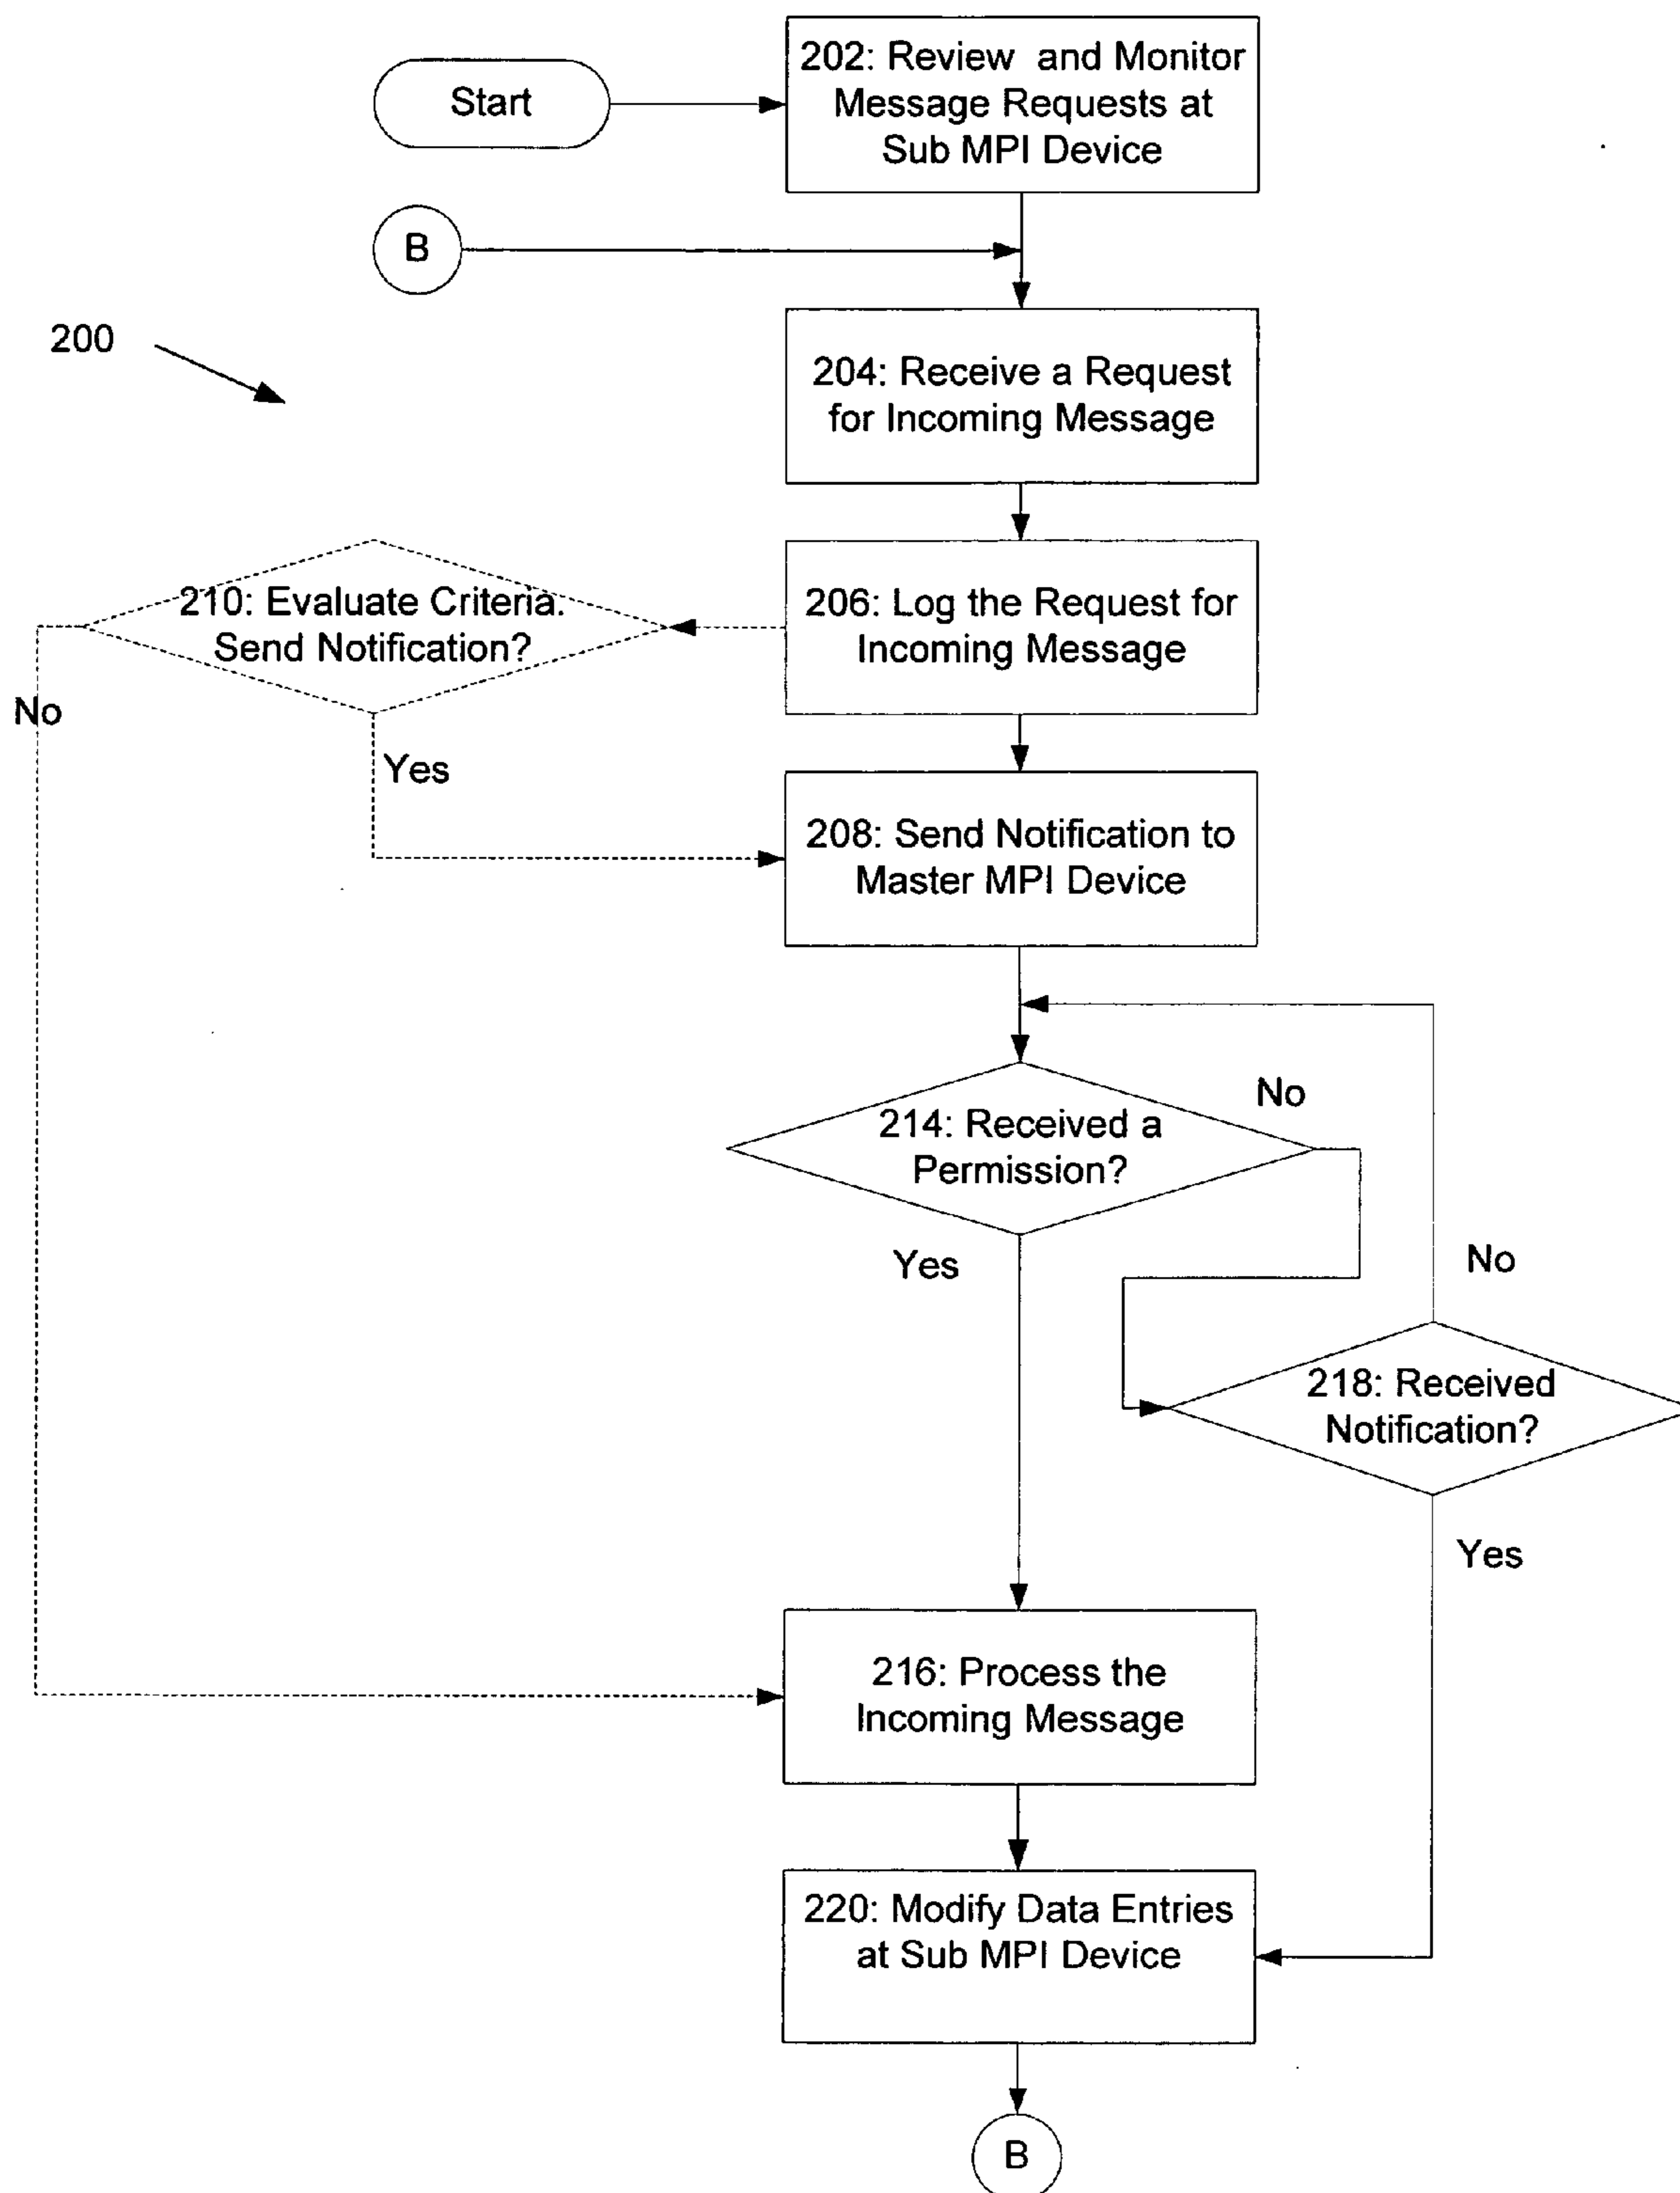 Start
202: Review and Monitor
Message Requests at
Sub MPI Device
B
200
204: Receive a Request
for Incoming Message
210: Evaluate Criteria.
Send Notification?
206: Log the Request for
Incoming Message
No
Yes
208: Send Notification to
Master MPI Device
No
214: Received a
Permission?
Yes
No
218: Received
Notification?
Yes
216: Process the
Incoming Message
220: Modify Data Entries
at Sub MPI Device
B